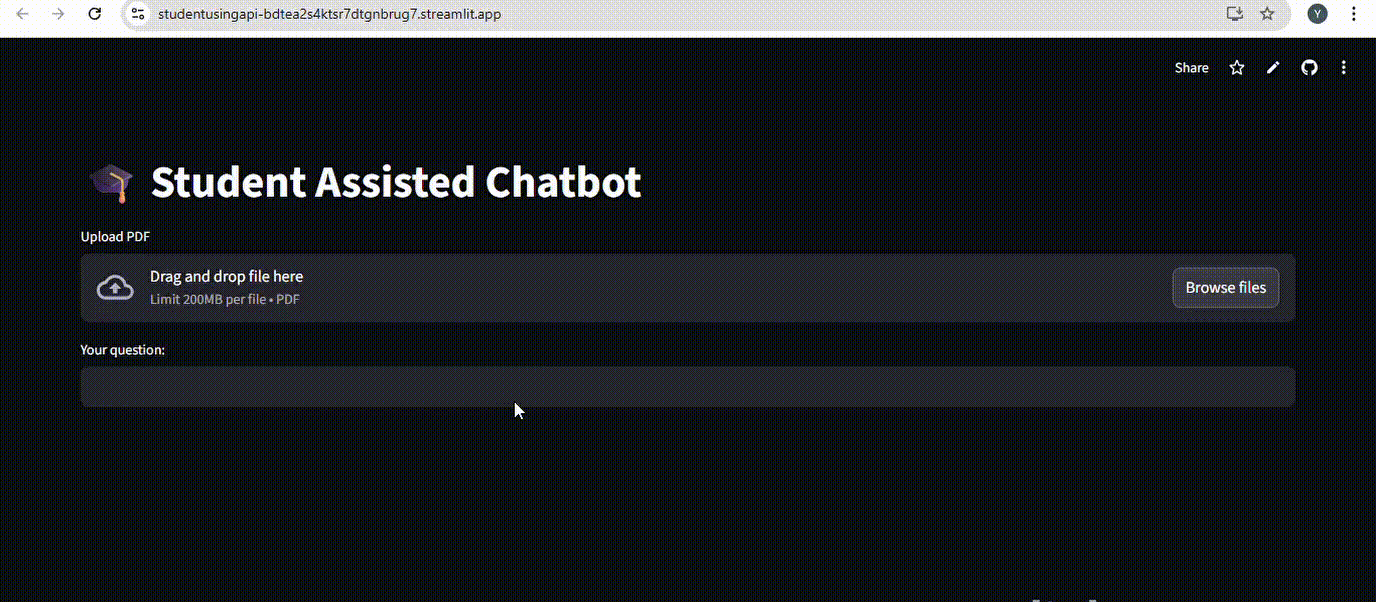 studentusingapi-bdtea2s4ktsr7dtgnbrug7.streamlit.app
Y
Share
Student Assisted Chatbot
Upload PDF
Drag and drop file here
Limit 200MB per file • PDF
Browse files
Your question: